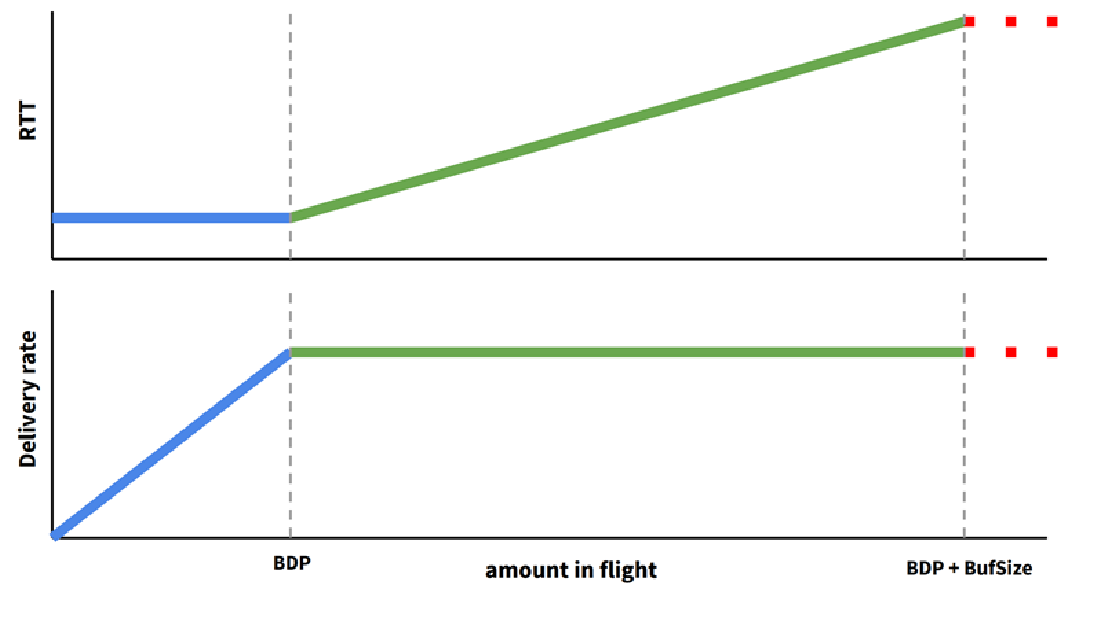 RTT
Delivery rate
BDP
amount in flight
BDP + BufSize